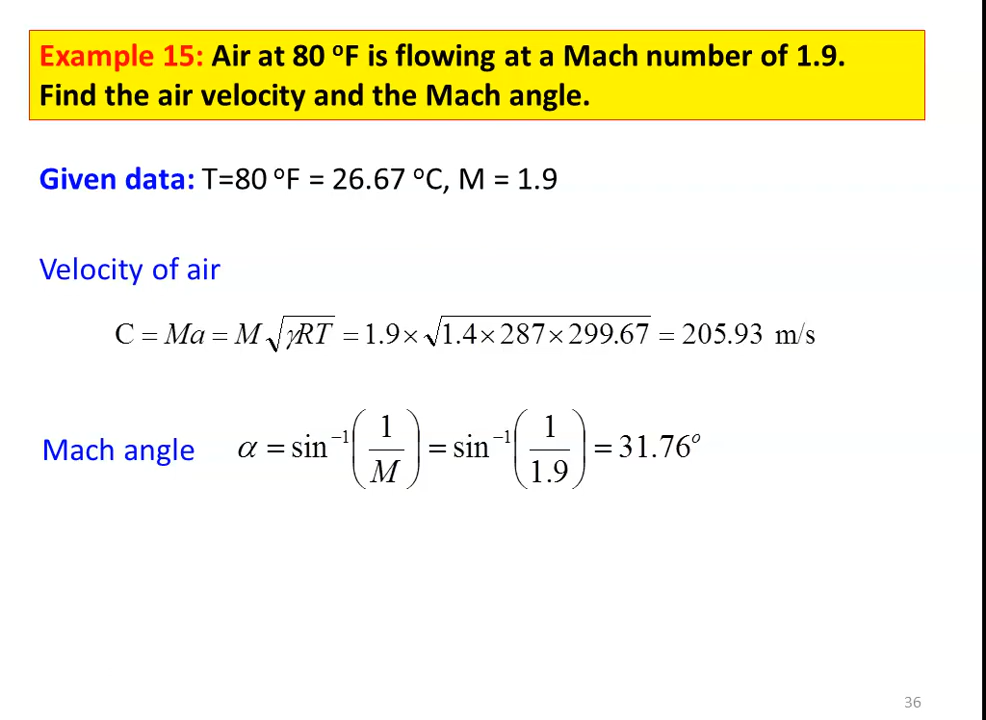 Example 15: Air at 80 ºF is flowing at a Mach number of 1.9.
Find the air velocity and the Mach angle.
Given data: T=80 ºF = 26.67 ºC, M = 1.9
Velocity of air
C = Ma = M √(γRT) = 1.9 × √(1.4 × 287 × 299.67) = 205.93 m/s
Mach angle α = sin⁻¹(1/M) = sin⁻¹(1/1.9) = 31.76º
36